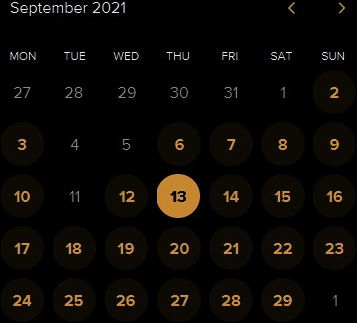 September 2021
MON TUE WED THU FRI SAT SUN
27 28 29 30 31 1 2
3 4 5 6 7 8 9
10 11 12 13 14 15 16
17 18 19 20 21 22 23
24 25 26 27 28 29 1